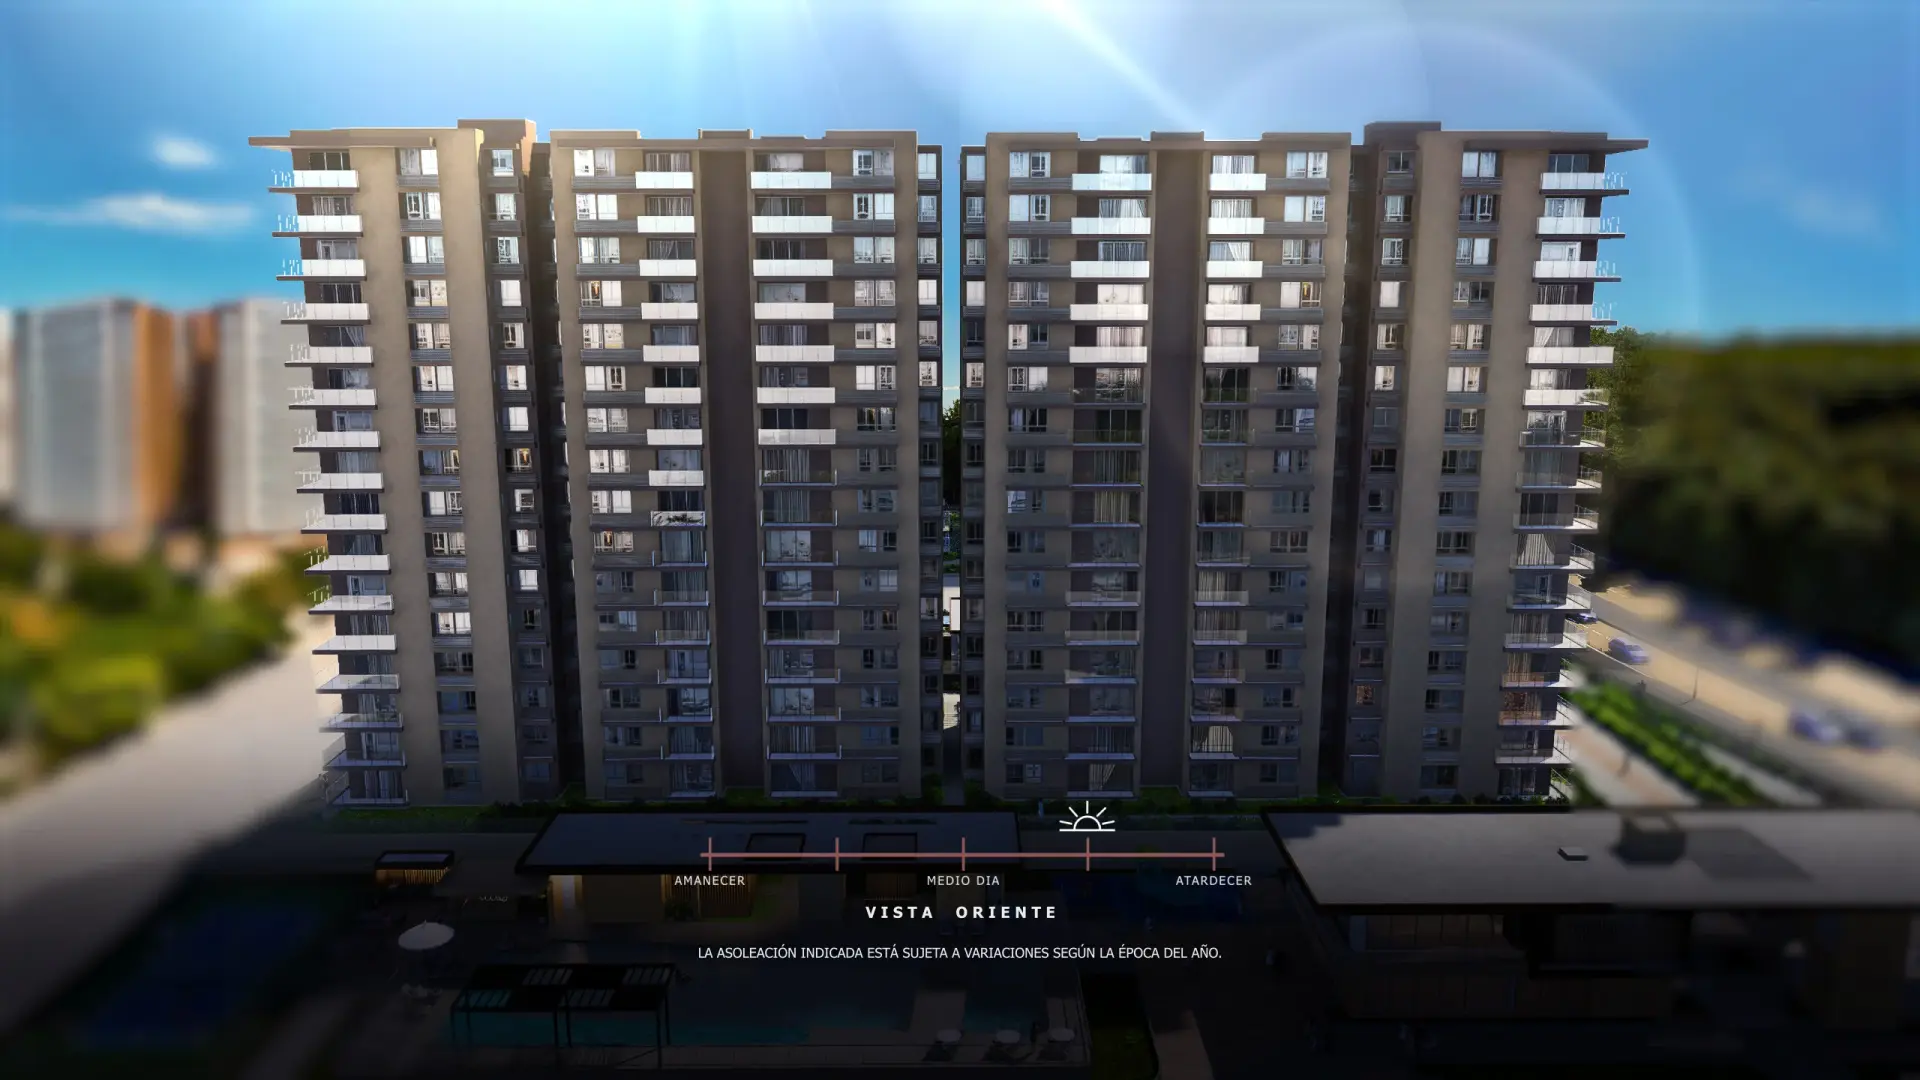 AMANECER MEDIO DIA ATARDECER
VISTA ORIENTE
LA ASOLEACIÓN INDICADA ESTÁ SUJETA A VARIACIONES SEGÚN LA ÉPOCA DEL AÑO.